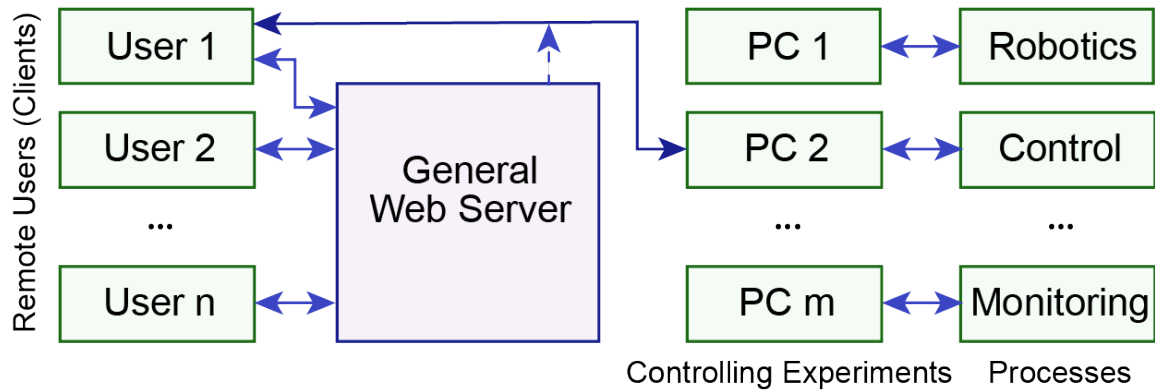 Remote Users (Clients)
User 1
User 2
...
User n
General
Web Server
PC 1
PC 2
...
PC m
Controlling Experiments
Robotics
Control
...
Monitoring
Processes